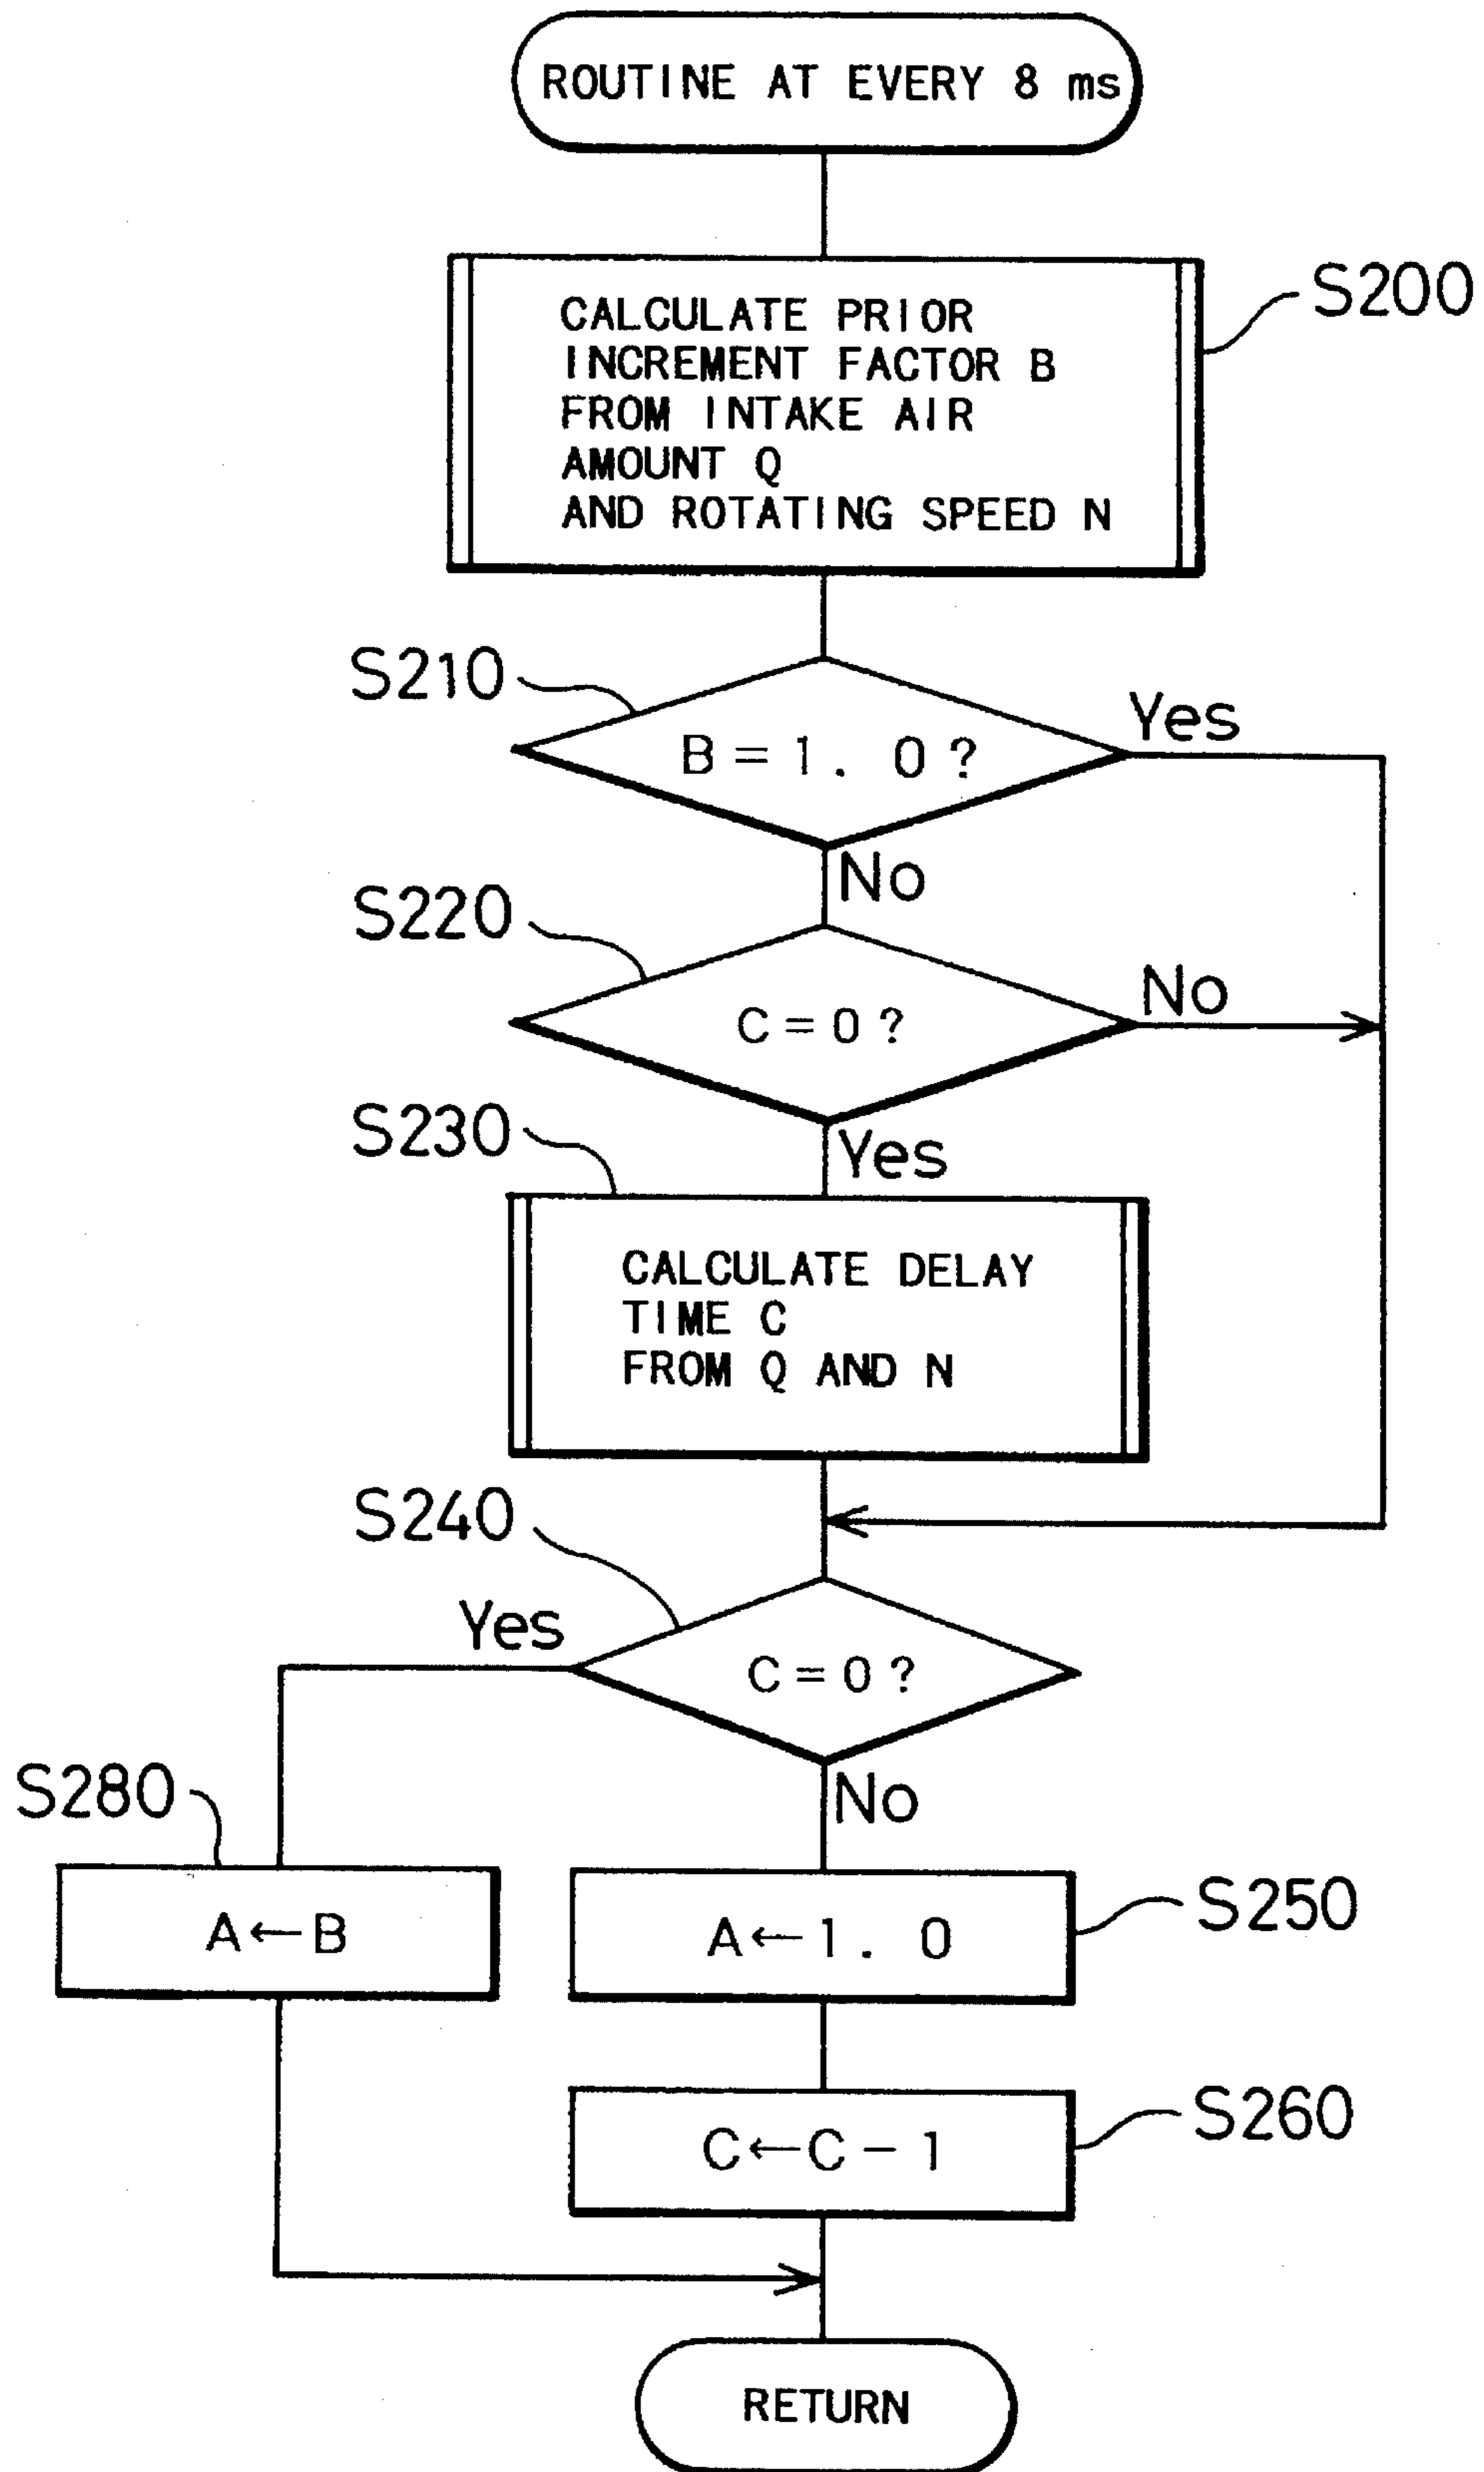 ROUTINE AT EVERY 8 ms
CALCULATE PRIOR
INCREMENT FACTOR B
FROM INTAKE AIR
AMOUNT Q
AND ROTATING SPEED N
S200
S210
B = 1. 0 ?
Yes
No
S220
C = 0 ?
No
Yes
S230
CALCULATE DELAY
TIME C
FROM Q AND N
S240
C = 0 ?
Yes
No
S280
A ← B
A ← 1. 0
S250
C ← C − 1
S260
RETURN